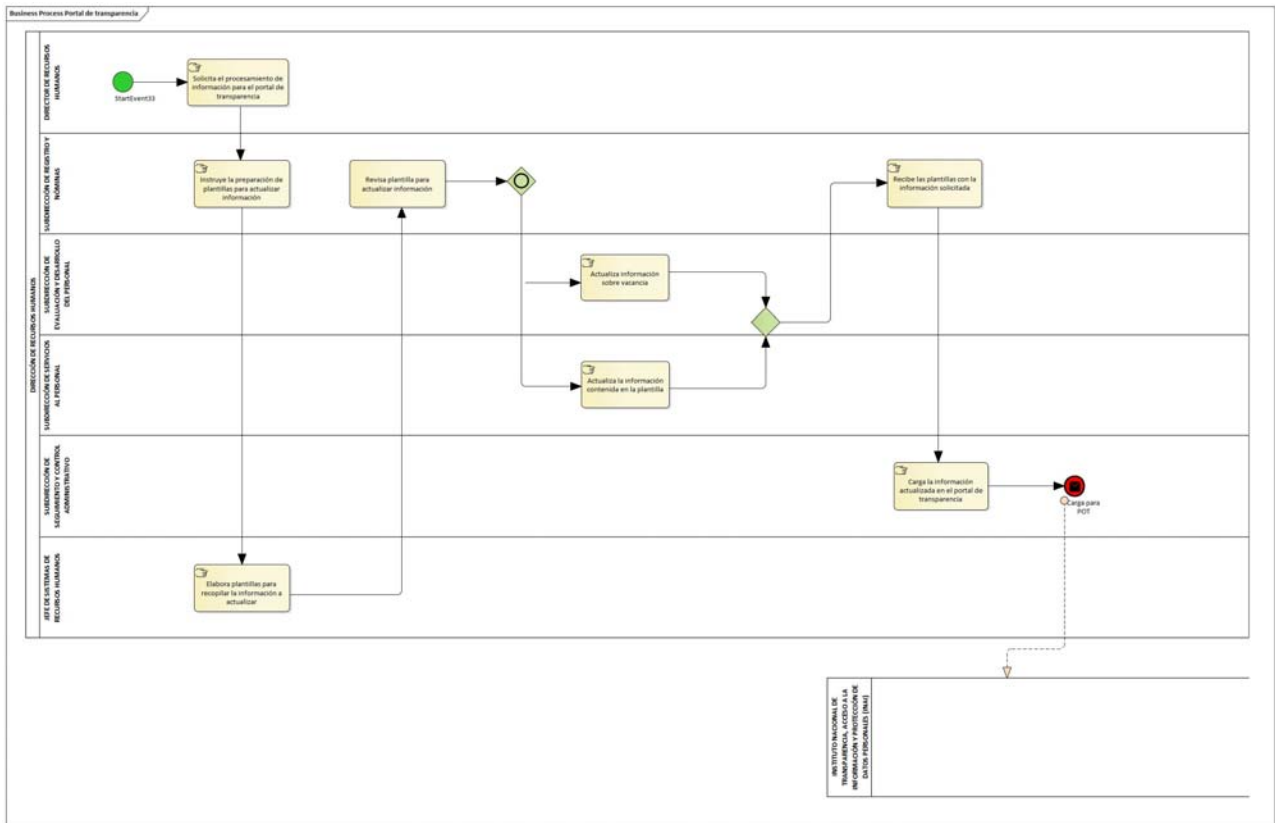 Business Process Portal de transparencia
DIRECCIÓN DE RECURSOS HUMANOS
DIRECTOR DE RECURSOS
HUMANOS
StartEvent33
Solicita el procesamiento de
información para el portal de
transparencia
SUBDIRECCIÓN DE REGISTRO Y
NÓMINAS
Instruye la preparación de
plantillas para actualizar
información
Revisa plantilla para
actualizar información
Recibe las plantillas con la
información solicitada
SUBDIRECCIÓN DE
EVALUACIÓN Y DESARROLLO
DEL PERSONAL
Actualiza información
sobre vacancia
SUBDIRECCIÓN DE SERVICIOS
AL PERSONAL
Actualiza la información
contenida en la plantilla
SUBDIRECCIÓN DE
SEGUIMIENTO Y CONTROL
ADMINISTRATIVO
Carga la información
actualizada en el portal de
transparencia
Carga para
POT
JEFE DE SISTEMAS DE
RECURSOS HUMANOS
Elabora plantillas para
recopilar la información a
actualizar
INSTITUTO NACIONAL DE
TRANSPARENCIA, ACCESO A LA
INFORMACIÓN Y PROTECCIÓN DE
DATOS PERSONALES (INAI)